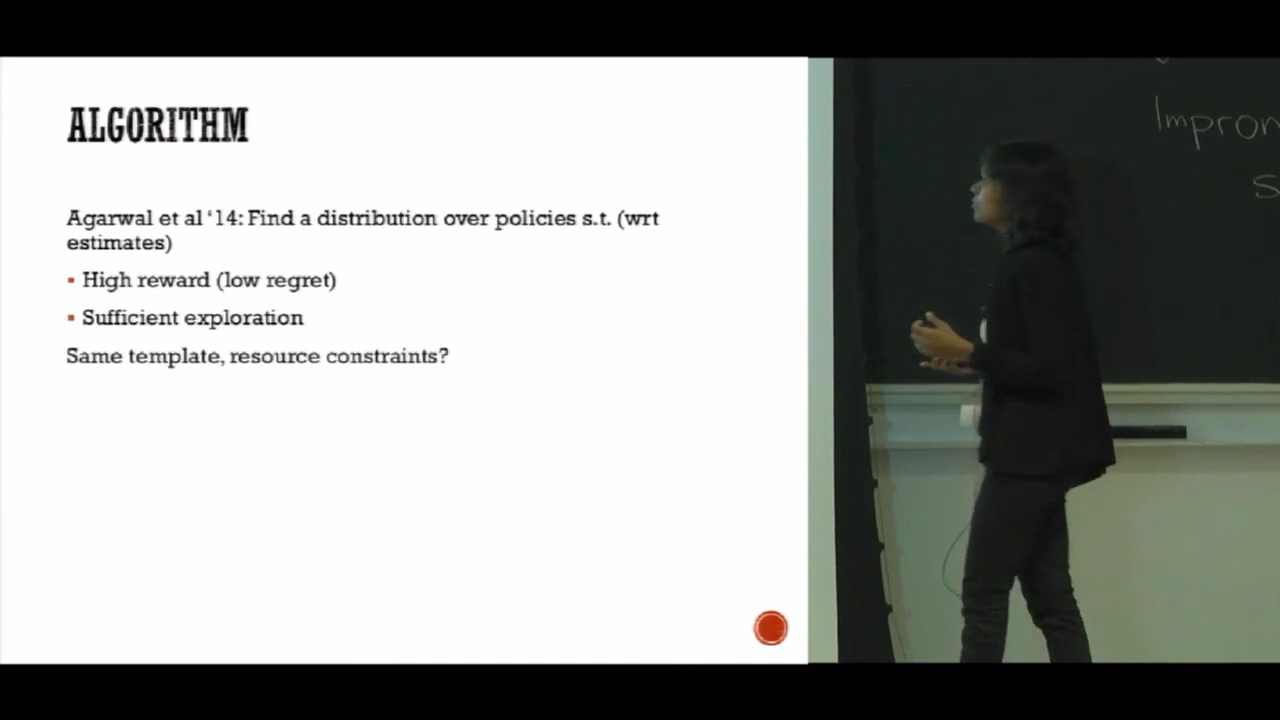 ALGORITHM
Agarwal et al ‘14: Find a distribution over policies s.t. (wrt
estimates)
▪ High reward (low regret)
▪ Sufficient exploration
Same template, resource constraints?